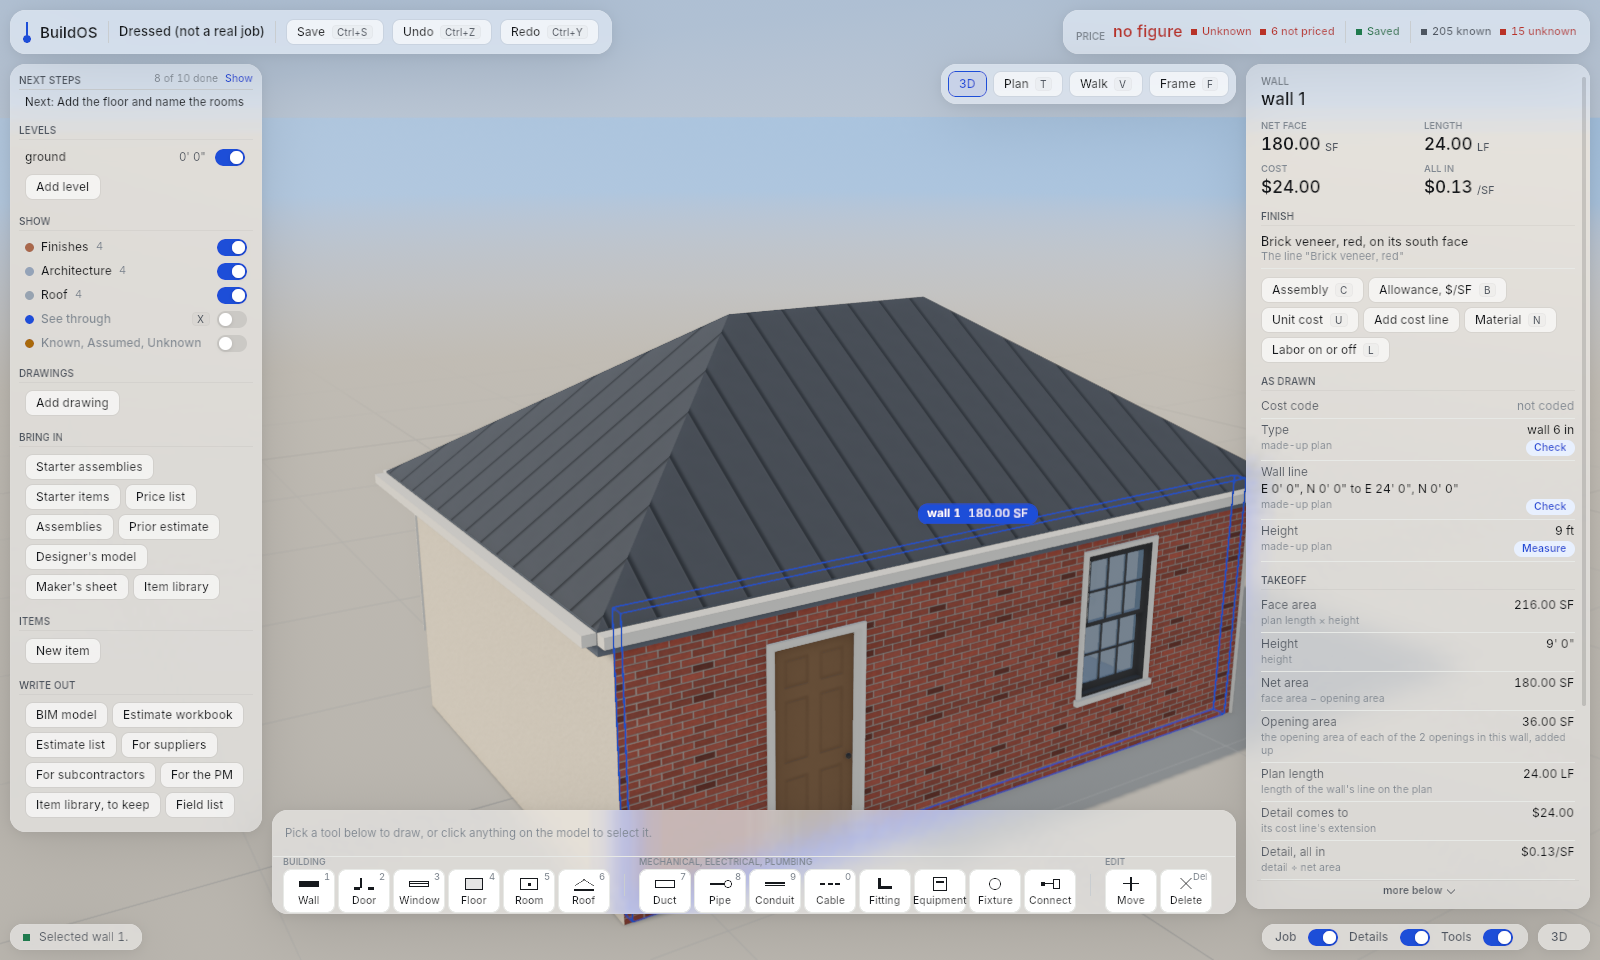 BuildOS
Dressed (not a real job)
Save Ctrl+S
Undo Ctrl+Z
Redo Ctrl+Y
PRICE no figure
Unknown
6 not priced
Saved
205 known
15 unknown
NEXT STEPS 8 of 10 done Show
Next: Add the floor and name the rooms
LEVELS
ground 0' 0"
Add level
SHOW
Finishes 4
Architecture 4
Roof 4
See through X
Known, Assumed, Unknown
DRAWINGS
Add drawing
BRING IN
Starter assemblies
Starter items Price list
Assemblies Prior estimate
Designer's model
Maker's sheet Item library
ITEMS
New item
WRITE OUT
BIM model Estimate workbook
Estimate list For suppliers
For subcontractors For the PM
Item library, to keep Field list
Selected wall 1.
3D
Plan T
Walk V
Frame F
wall 1 180.00 SF
Pick a tool below to draw, or click anything on the model to select it.
BUILDING
Wall 1
Door 2
Window 3
Floor 4
Room 5
Roof 6
MECHANICAL, ELECTRICAL, PLUMBING
Duct 7
Pipe 8
Conduit 9
Cable 0
Fitting
Equipment
Fixture
Connect
EDIT
Move
Delete Del
WALL
wall 1
NET FACE LENGTH
180.00 SF 24.00 LF
COST ALL IN
$24.00 $0.13 /SF
FINISH
Brick veneer, red, on its south face
The line "Brick veneer, red"
Assembly C Allowance, $/SF B
Unit cost U Add cost line Material N
Labor on or off L
AS DRAWN
Cost code not coded
Type wall 6 in
made-up plan Check
Wall line
E 0' 0", N 0' 0" to E 24' 0", N 0' 0"
made-up plan Check
Height 9 ft
made-up plan Measure
TAKEOFF
Face area 216.00 SF
plan length × height
Height 9' 0"
height
Net area 180.00 SF
face area − opening area
Opening area 36.00 SF
the opening area of each of the 2 openings in this wall, added
up
Plan length 24.00 LF
length of the wall's line on the plan
Detail comes to $24.00
its cost line's extension
Detail, all in $0.13/SF
detail ÷ net area
more below
Job Details Tools 3D